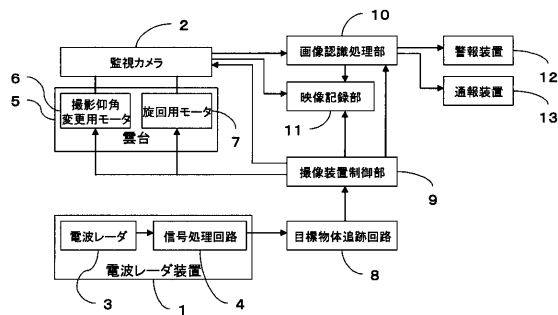 2
10
監視カメラ
画像認識処理部
警報装置
12
6
5
撮影仰角
変更用モータ
旋回用モータ
7
雲台
映像記録部
11
通報装置
13
撮像装置制御部
9
電波レーダ
信号処理回路
目標物体追跡回路
電波レーダ装置
3
1
4
8